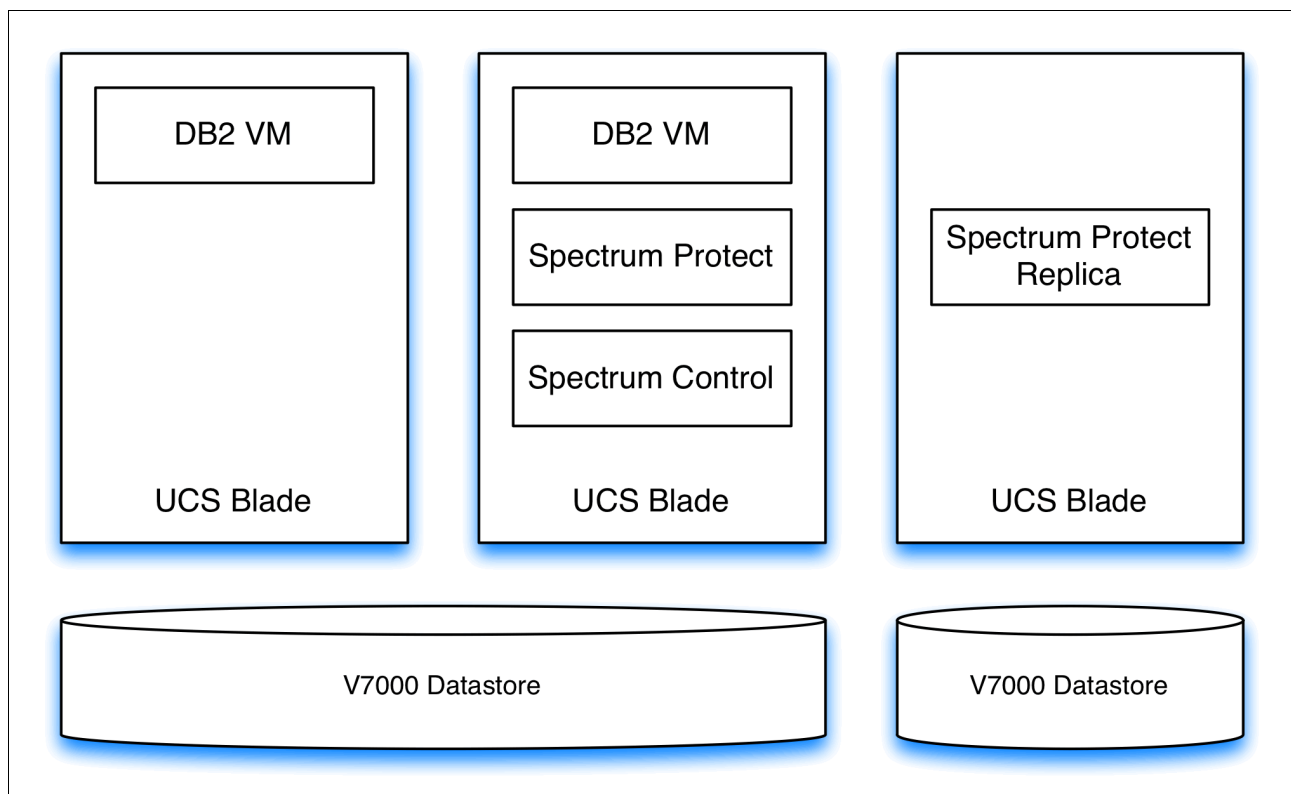 DB2 VM
UCS Blade
DB2 VM
Spectrum Protect
Spectrum Control
UCS Blade
Spectrum Protect
Replica
UCS Blade
V7000 Datastore
V7000 Datastore